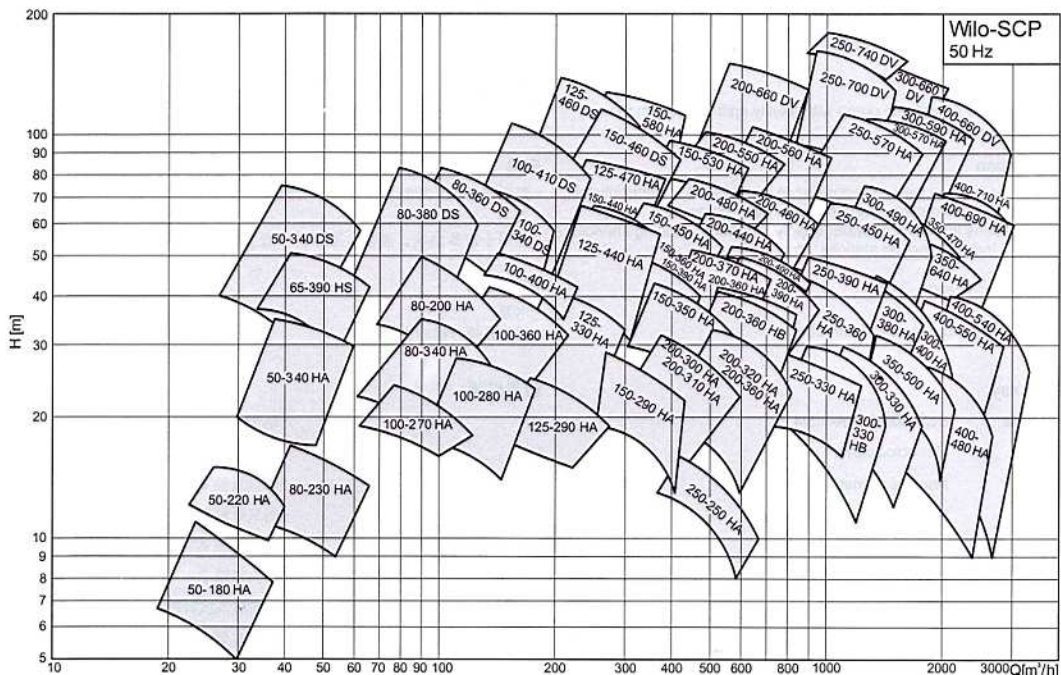 Wilo-SCP
50 Hz
H [m]
200
100
90
80
70
60
50
40
30
20
10
9
8
7
6
5
250-740 DV
300-660
DV
400-660 DV
250-700 DV
200-660 DV
125-
460 DS
150-
580 HA
300-590 HA
300-570 HA
250-570 HA
200-560 HA
200-550 HA
150-530 HA
150-460 DS
100-410 DS
125-470 HA
80-360 DS
80-380 DS
50-340 DS
100-
340 DS
150-440 HA
200-480 HA
200-460 HA
400-710 HA
400-690 HA
300-490 HA
350-470 HA
250-450 HA
150-450 HA
200-440 HA
125-440 HA
350-
640 HA
65-390 HS
100-400 HA
150-360 HA
150-390 HA
200-370 HA
200-400 HA
200-360 HA
200-
390 HA
250-390 HA
80-200 HA
150-350 HA
200-360 HB
HA
250-360
300-
380 HA
300-
400 HA
400-540 HA
400-550 HA
100-360 HA
125-
330 HA
80-340 HA
50-340 HA
200-300 HA
200-310 HA
200-320 HA
200-360 HA
350-500 HA
250-330 HA
300-330 HA
100-280 HA
150-290 HA
100-270 HA
125-290 HA
300-
330
HB
400-
480 HA
50-220 HA
80-230 HA
250-250 HA
50-180 HA
10 20 30 40 50 60 70 80 90 100 200 300 400 500 600 800 1000 2000 3000 Q[m³/h]